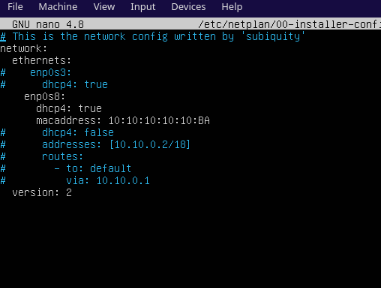 File Machine View Input Devices Help
GNU nano 4.8 /etc/netplan/00-installer-confi
# This is the network config written by 'subiquity'
network:
  ethernets:
#    enp0s3:
#      dhcp4: true
    enp0s8:
      dhcp4: true
      macaddress: 10:10:10:10:10:BA
#      dhcp4: false
#      addresses: [10.10.0.2/18]
#      routes:
#        - to: default
#          via: 10.10.0.1
  version: 2